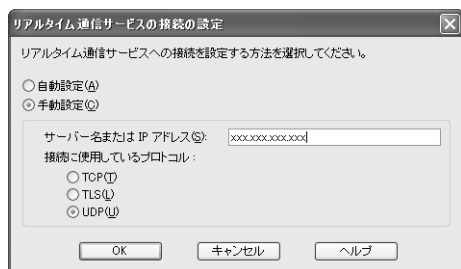 リアルタイム通信サービスの接続の設定
リアルタイム通信サービスへの接続を設定する方法を選択してください。
自動設定(A)
手動設定(C)
サーバー名または IP アドレス(S): xxx.xxx.xxx.xxx
接続に使用しているプロトコル :
TCP(T)
TLS(L)
UDP(U)
OK キャンセル ヘルプ